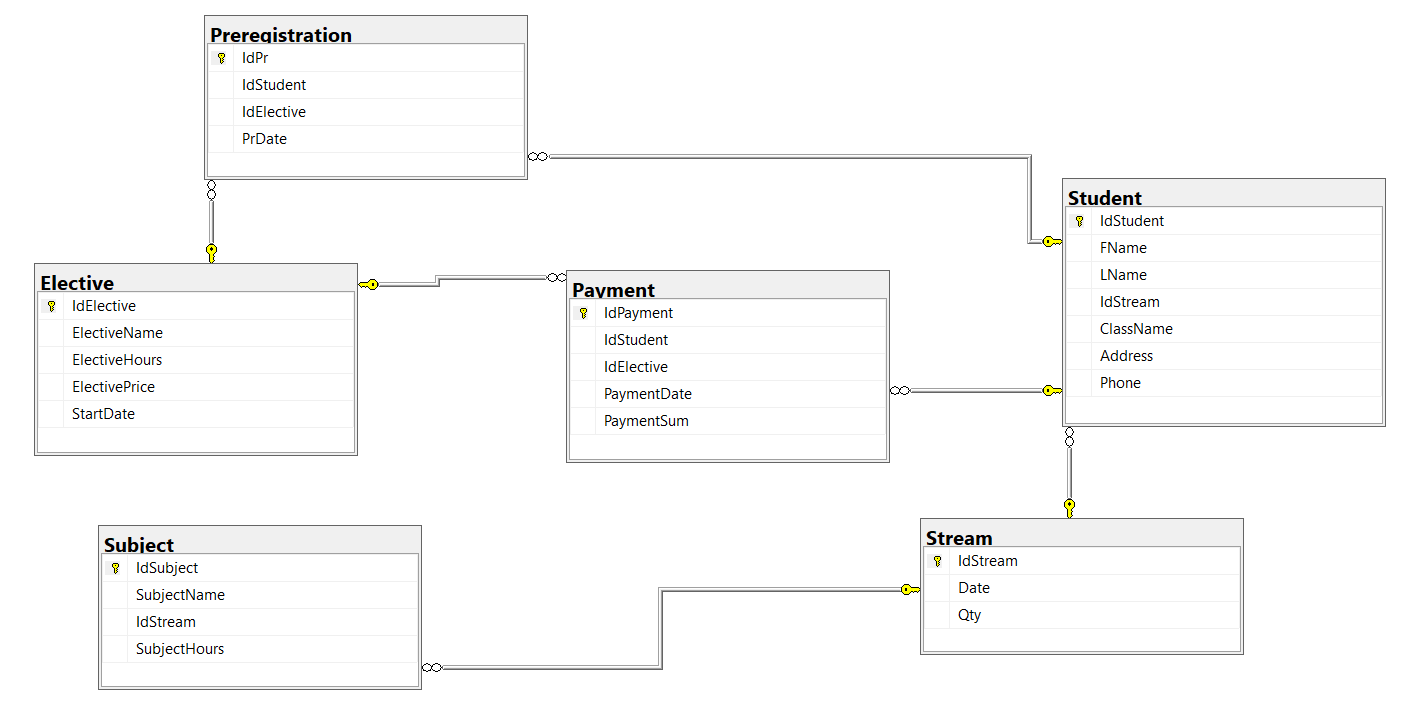 Preregistration
IdPr
IdStudent
IdElective
PrDate
Student
IdStudent
FName
LName
IdStream
ClassName
Address
Phone
Elective
IdElective
ElectiveName
ElectiveHours
ElectivePrice
StartDate
Payment
IdPayment
IdStudent
IdElective
PaymentDate
PaymentSum
Subject
IdSubject
SubjectName
IdStream
SubjectHours
Stream
IdStream
Date
Qty